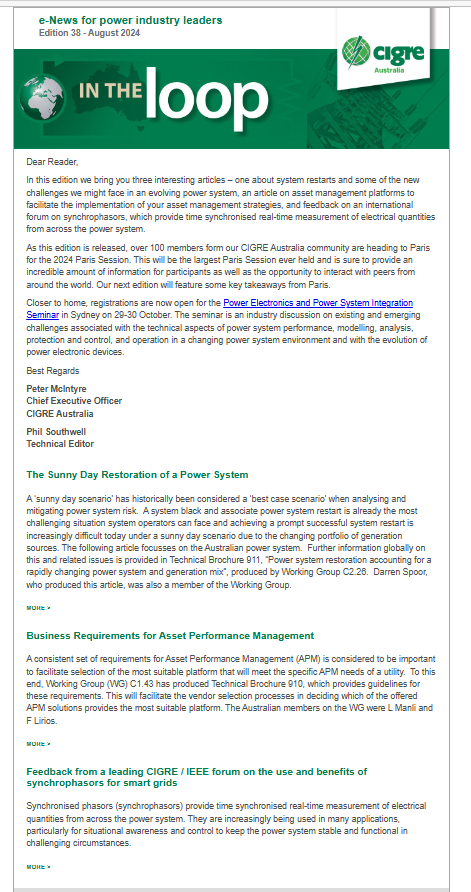 e-News for power industry leaders
Edition 38 - August 2024
cigre
Australia
IN THE loop
Dear Reader,
In this edition we bring you three interesting articles – one about system restarts and some of the new
challenges we might face in an evolving power system, an article on asset management platforms to
facilitate the implementation of your asset management strategies, and feedback on an international
forum on synchrophasors, which provide time synchronised real-time measurement of electrical quantities
from across the power system.
As this edition is released, over 100 members form our CIGRE Australia community are heading to Paris
for the 2024 Paris Session. This will be the largest Paris Session ever held and is sure to provide an
incredible amount of information for participants as well as the opportunity to interact with peers from
around the world. Our next edition will feature some key takeaways from Paris.
Closer to home, registrations are now open for the Power Electronics and Power System Integration
Seminar in Sydney on 29-30 October. The seminar is an industry discussion on existing and emerging
challenges associated with the technical aspects of power system performance, modelling, analysis,
protection and control, and operation in a changing power system environment and with the evolution of
power electronic devices.
Best Regards
Peter McIntyre
Chief Executive Officer
CIGRE Australia
Phil Southwell
Technical Editor
The Sunny Day Restoration of a Power System
A 'sunny day scenario' has historically been considered a 'best case scenario' when analysing and
mitigating power system risk. A system black and associate power system restart is already the most
challenging situation system operators can face and achieving a prompt successful system restart is
increasingly difficult today under a sunny day scenario due to the changing portfolio of generation
sources. The following article focusses on the Australian power system. Further information globally on
this and related issues is provided in Technical Brochure 911, "Power system restoration accounting for a
rapidly changing power system and generation mix", produced by Working Group C2.26. Darren Spoor,
who produced this article, was also a member of the Working Group.
MORE >
Business Requirements for Asset Performance Management
A consistent set of requirements for Asset Performance Management (APM) is considered to be important
to facilitate selection of the most suitable platform that will meet the specific APM needs of a utility. To this
end, Working Group (WG) C1.43 has produced Technical Brochure 910, which provides guidelines for
these requirements. This will facilitate the vendor selection processes in deciding which of the offered
APM solutions provides the most suitable platform. The Australian members on the WG were L Manli and
F Lirios.
MORE >
Feedback from a leading CIGRE / IEEE forum on the use and benefits of
synchrophasors for smart grids
Synchronised phasors (synchrophasors) provide time synchronised real-time measurement of electrical
quantities from across the power system. They are increasingly being used in many applications,
particularly for situational awareness and control to keep the power system stable and functional in
challenging circumstances.
MORE >